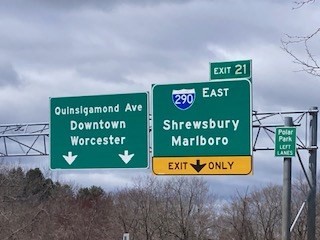 Quinsigamond Ave
Downtown
Worcester
EXIT 21
290 EAST
Shrewsbury
Marlboro
EXIT ONLY
Polar
Park
LEFT
LANES